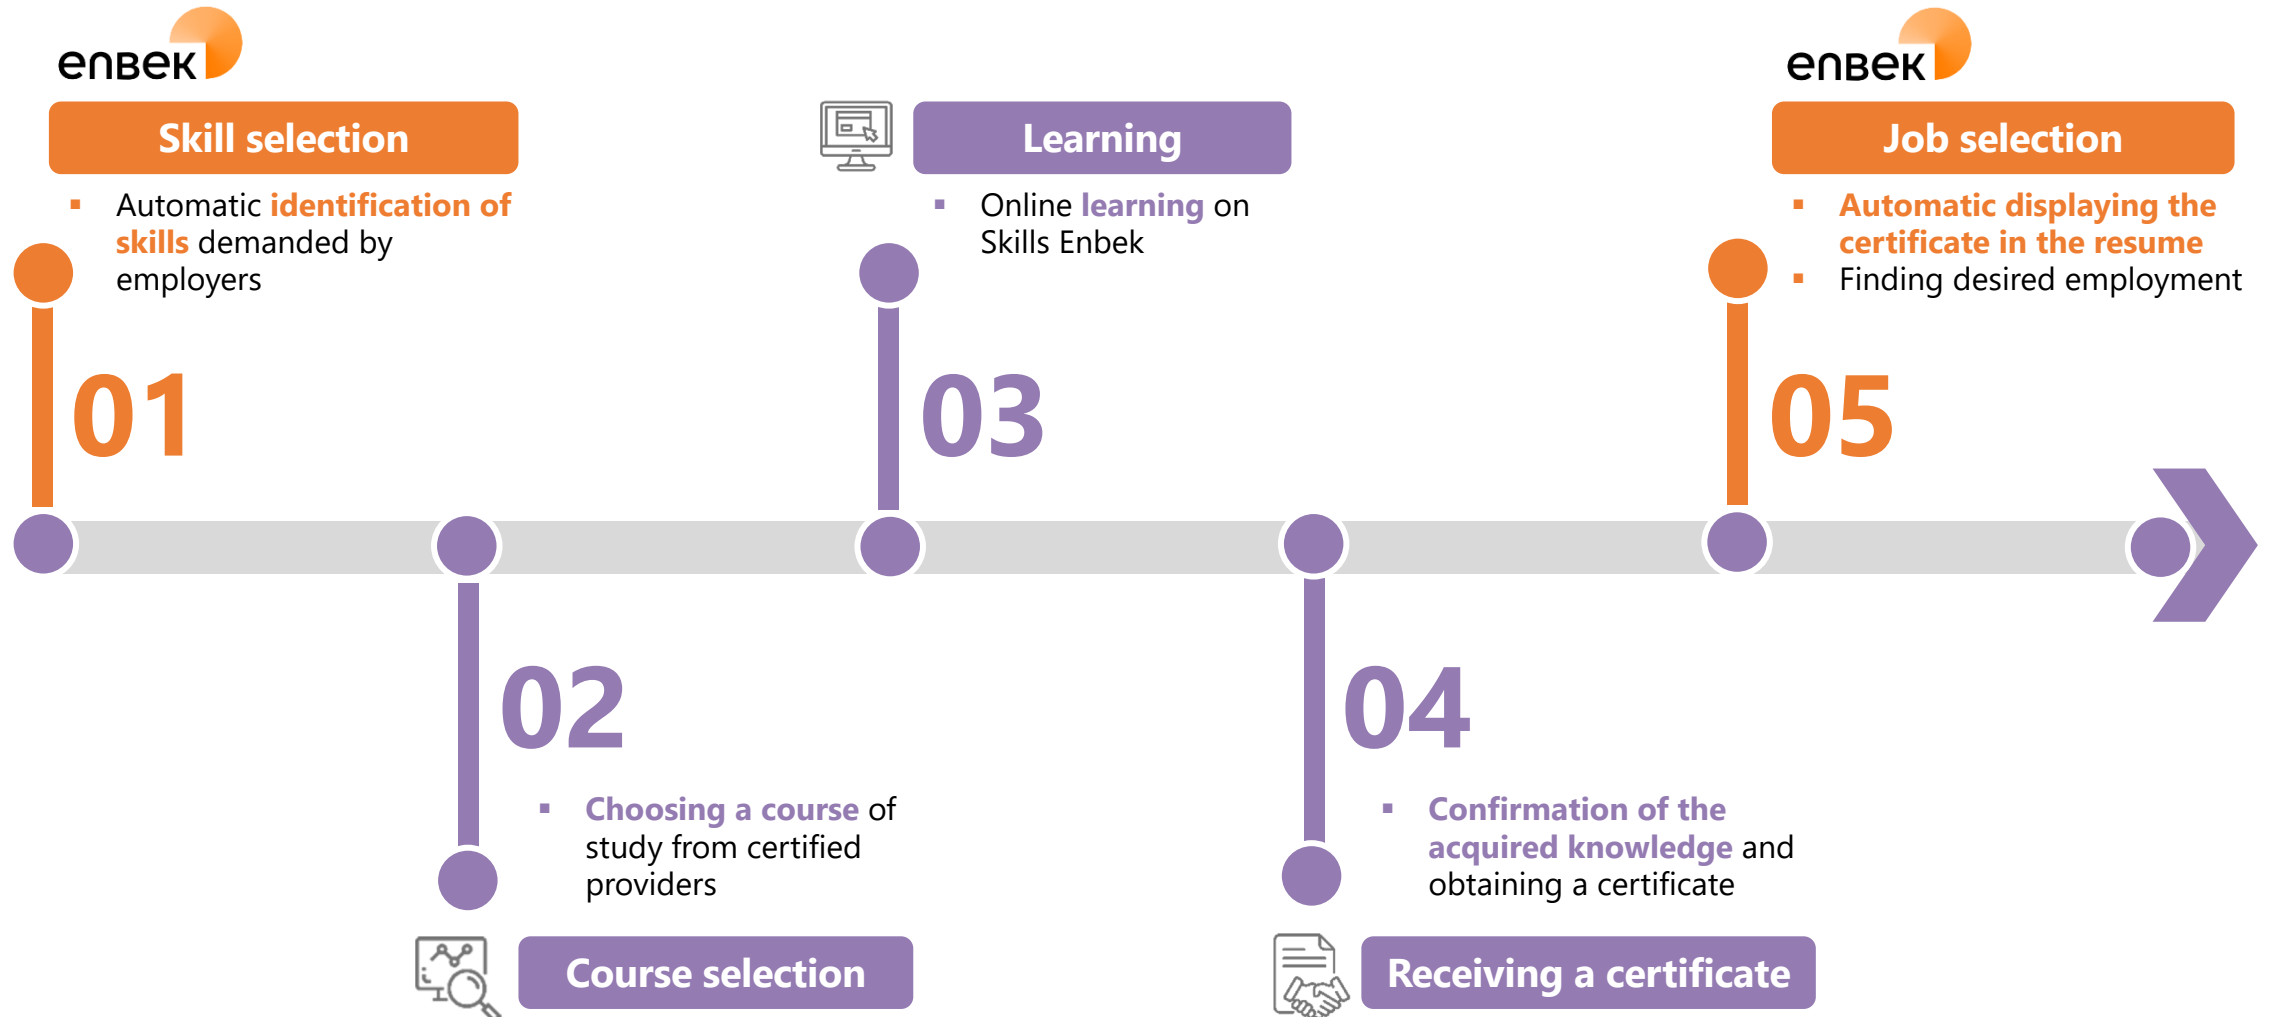 enbek
Skill selection
▪ Automatic identification of
skills demanded by
employers
01
02
▪ Choosing a course of
study from certified
providers
Course selection
Learning
▪ Online learning on
Skills Enbek
03
04
▪ Confirmation of the
acquired knowledge and
obtaining a certificate
Receiving a certificate
enbek
Job selection
▪ Automatic displaying the
certificate in the resume
▪ Finding desired employment
05